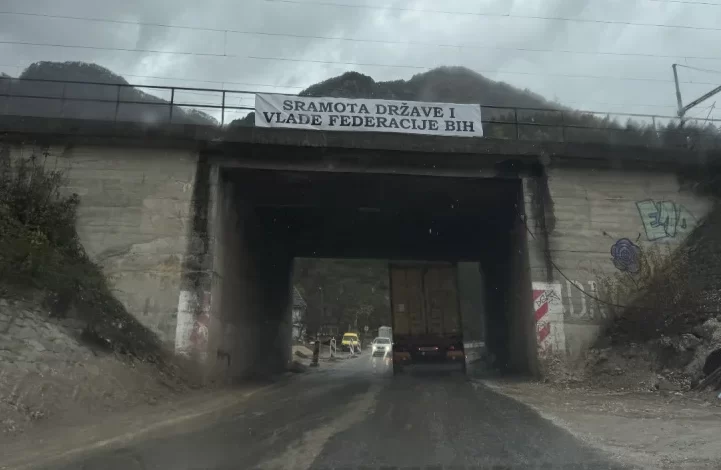 SRAMOTA DRŽAVE I
VLADE FEDERACIJE BIH